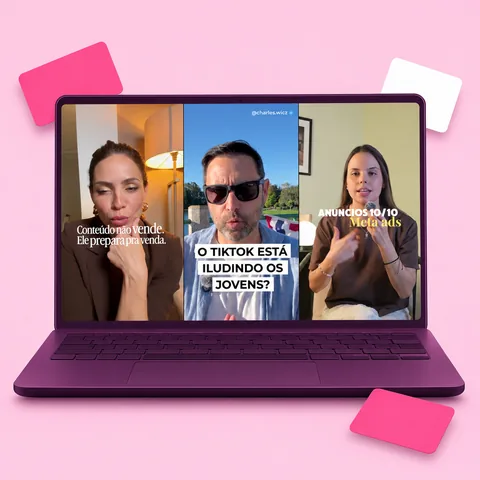 Conteúdo não vende.
Ele prepara pra venda.
@charles.wicz
O TIKTOK ESTÁ
ILUDINDO OS
JOVENS?
ANÚNCIOS 10/10
Meta ads